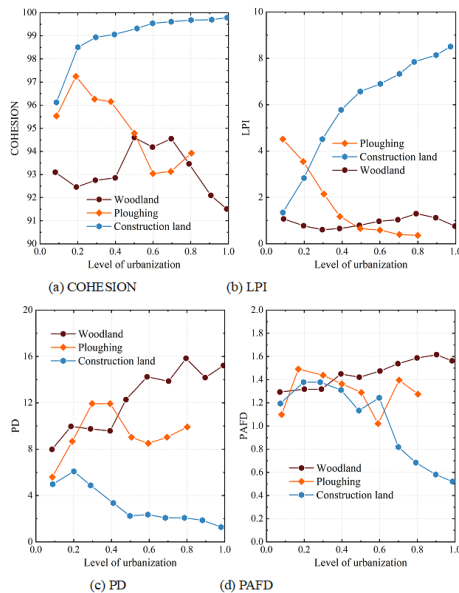 100
99
98
97
96
95
94
93
92
91
90
COHESION
Woodland
Ploughing
Construction land
0.0 0.2 0.4 0.6 0.8 1.0
Level of urbanization
(a) COHESION
10
8
6
4
2
0
LPI
Ploughing
Construction land
Woodland
0.0 0.2 0.4 0.6 0.8 1.0
Level of urbanization
(b) LPI
20
16
12
8
4
0
PD
Woodland
Ploughing
Construction land
0.0 0.2 0.4 0.6 0.8 1.0
Level of urbanization
(c) PD
2.0
1.8
1.6
1.4
1.2
1.0
0.8
0.6
0.4
0.2
0.0
PAFD
Woodland
Ploughing
Construction land
0.0 0.2 0.4 0.6 0.8 1.0
Level of urbanization
(d) PAFD